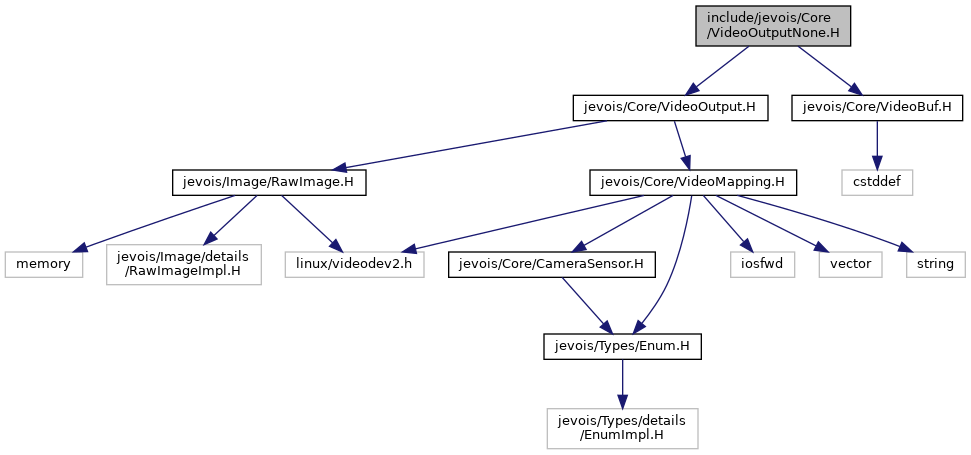 include/jevois/Core
/VideoOutputNone.H
jevois/Core/VideoOutput.H
jevois/Core/VideoBuf.H
jevois/Image/RawImage.H
jevois/Core/VideoMapping.H
cstddef
memory
jevois/Image/details
/RawImageImpl.H
linux/videodev2.h
jevois/Core/CameraSensor.H
iosfwd
vector
string
jevois/Types/Enum.H
jevois/Types/details
/EnumImpl.H